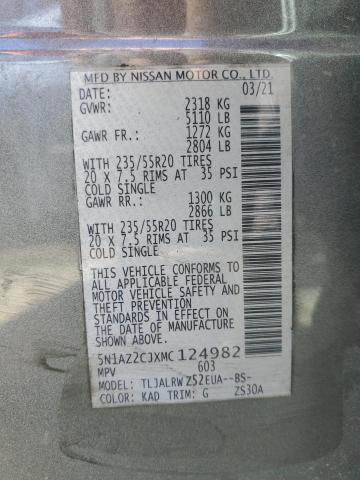 MFD BY NISSAN MOTOR CO., LTD.
DATE: 03/21
GVWR: 2318 KG
5110 LB
GAWR FR.: 1272 KG
2804 LB
WITH 235/55R20 TIRES
20 X 7.5 RIMS AT 35 PSI
COLD SINGLE
GAWR RR.: 1300 KG
2866 LB
WITH 235/55R20 TIRES
20 X 7.5 RIMS AT 35 PSI
COLD SINGLE
THIS VEHICLE CONFORMS TO
ALL APPLICABLE FEDERAL
MOTOR VEHICLE SAFETY AND
THEFT PREVENTION
STANDARDS IN EFFECT ON
THE DATE OF MANUFACTURE
SHOWN ABOVE.
5N1AZ2CJXMC124982
MPV 603
MODEL: TLJALRW Z52EUA--BS-
COLOR: KAD TRIM: G ZS30A